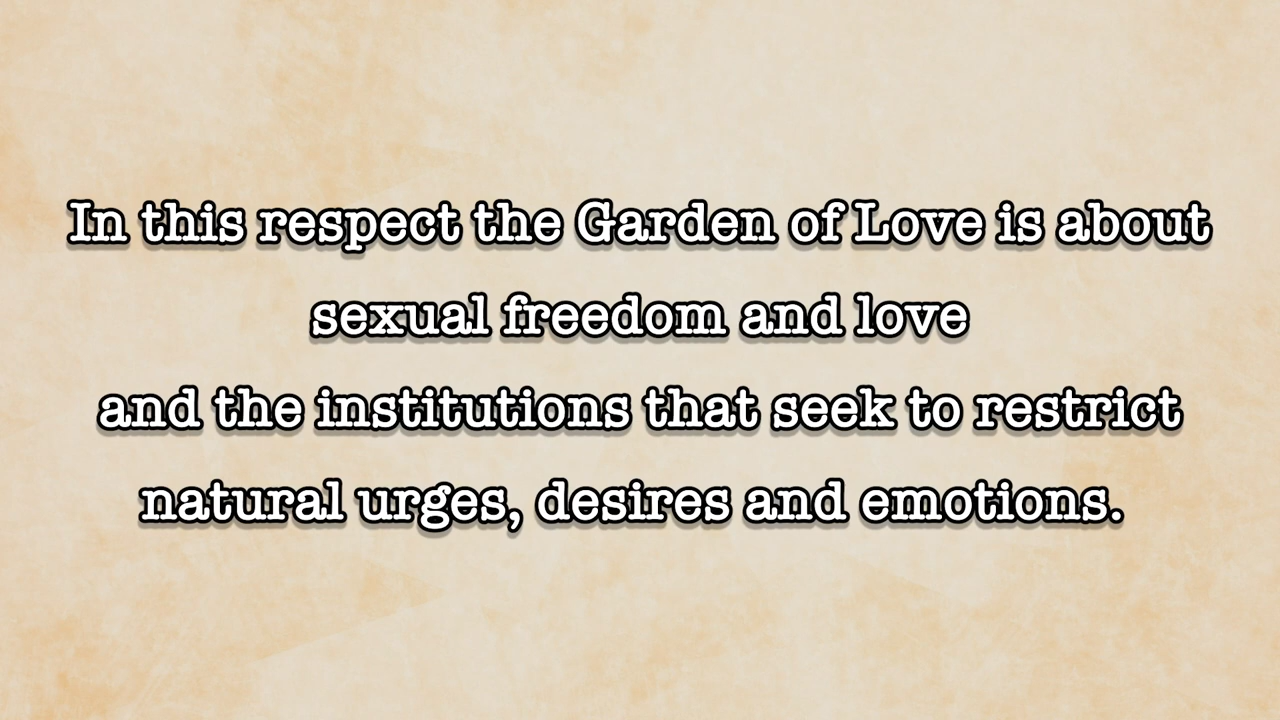 In this respect the Garden of Love is about
sexual freedom and love
and the institutions that seek to restrict
natural urges, desires and emotions.